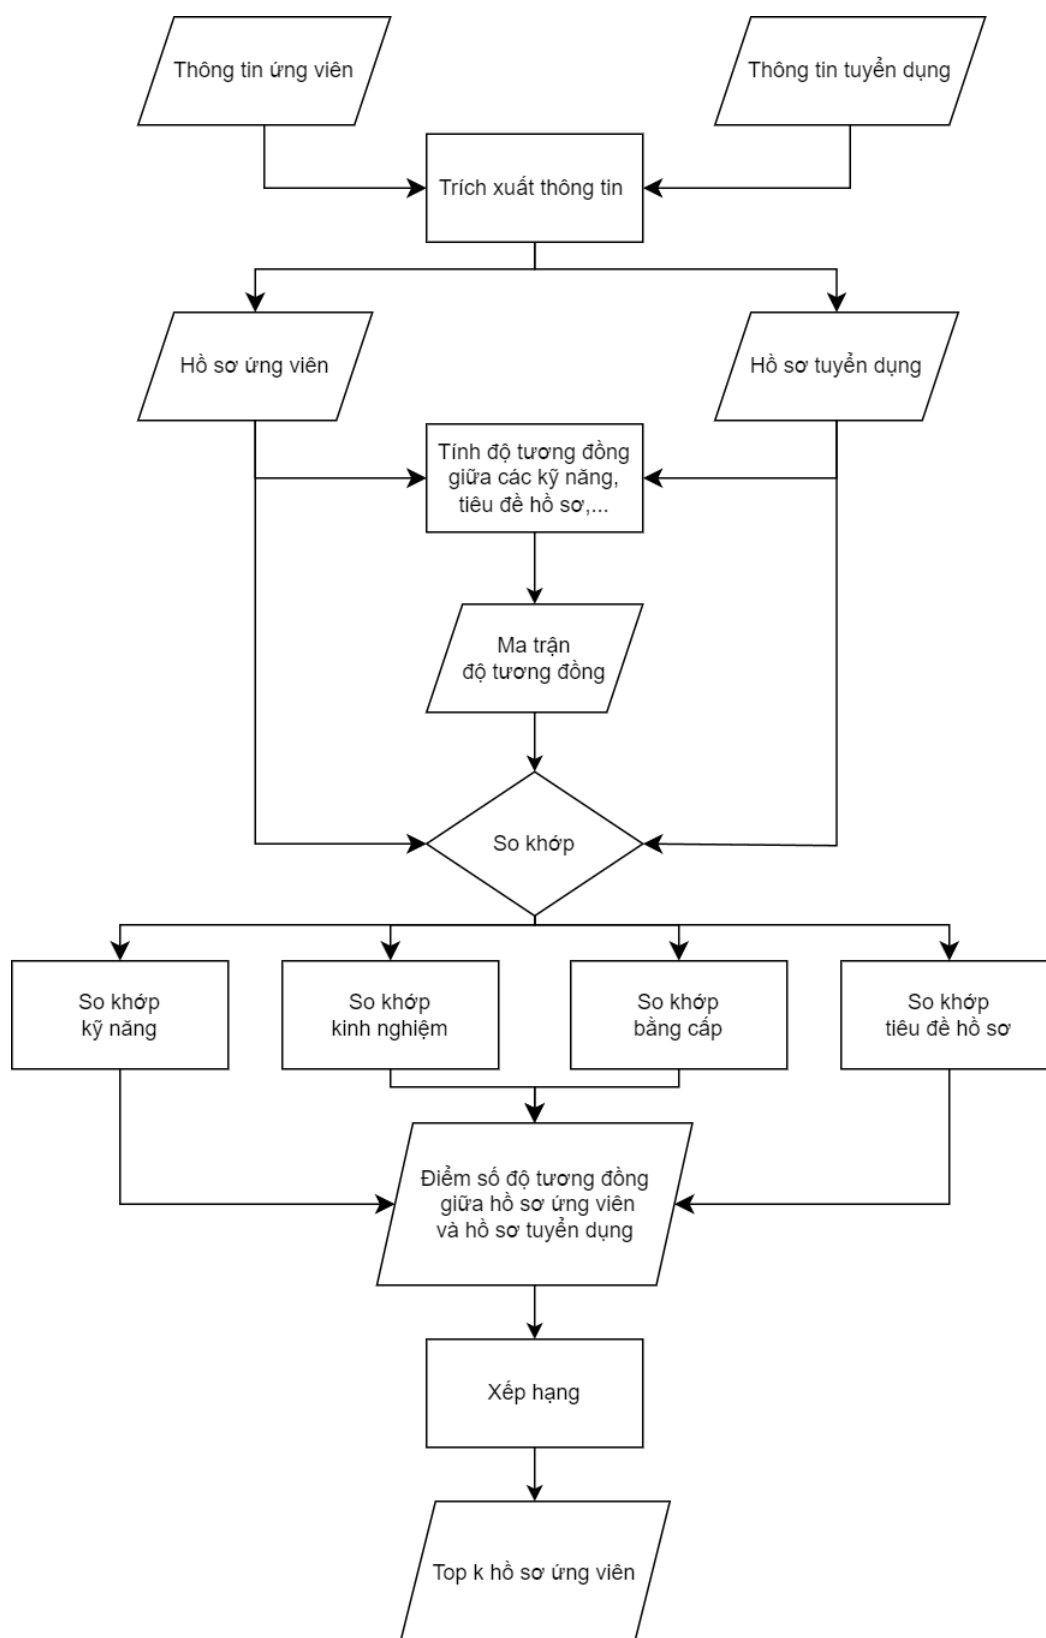 Thông tin ứng viên
Thông tin tuyển dụng
Trích xuất thông tin
Hồ sơ ứng viên
Hồ sơ tuyển dụng
Tính độ tương đồng
giữa các kỹ năng,
tiêu đề hồ sơ,...
Ma trận
độ tương đồng
So khớp
So khớp
kỹ năng
So khớp
kinh nghiệm
So khớp
bằng cấp
So khớp
tiêu đề hồ sơ
Điểm số độ tương đồng
giữa hồ sơ ứng viên
và hồ sơ tuyển dụng
Xếp hạng
Top k hồ sơ ứng viên